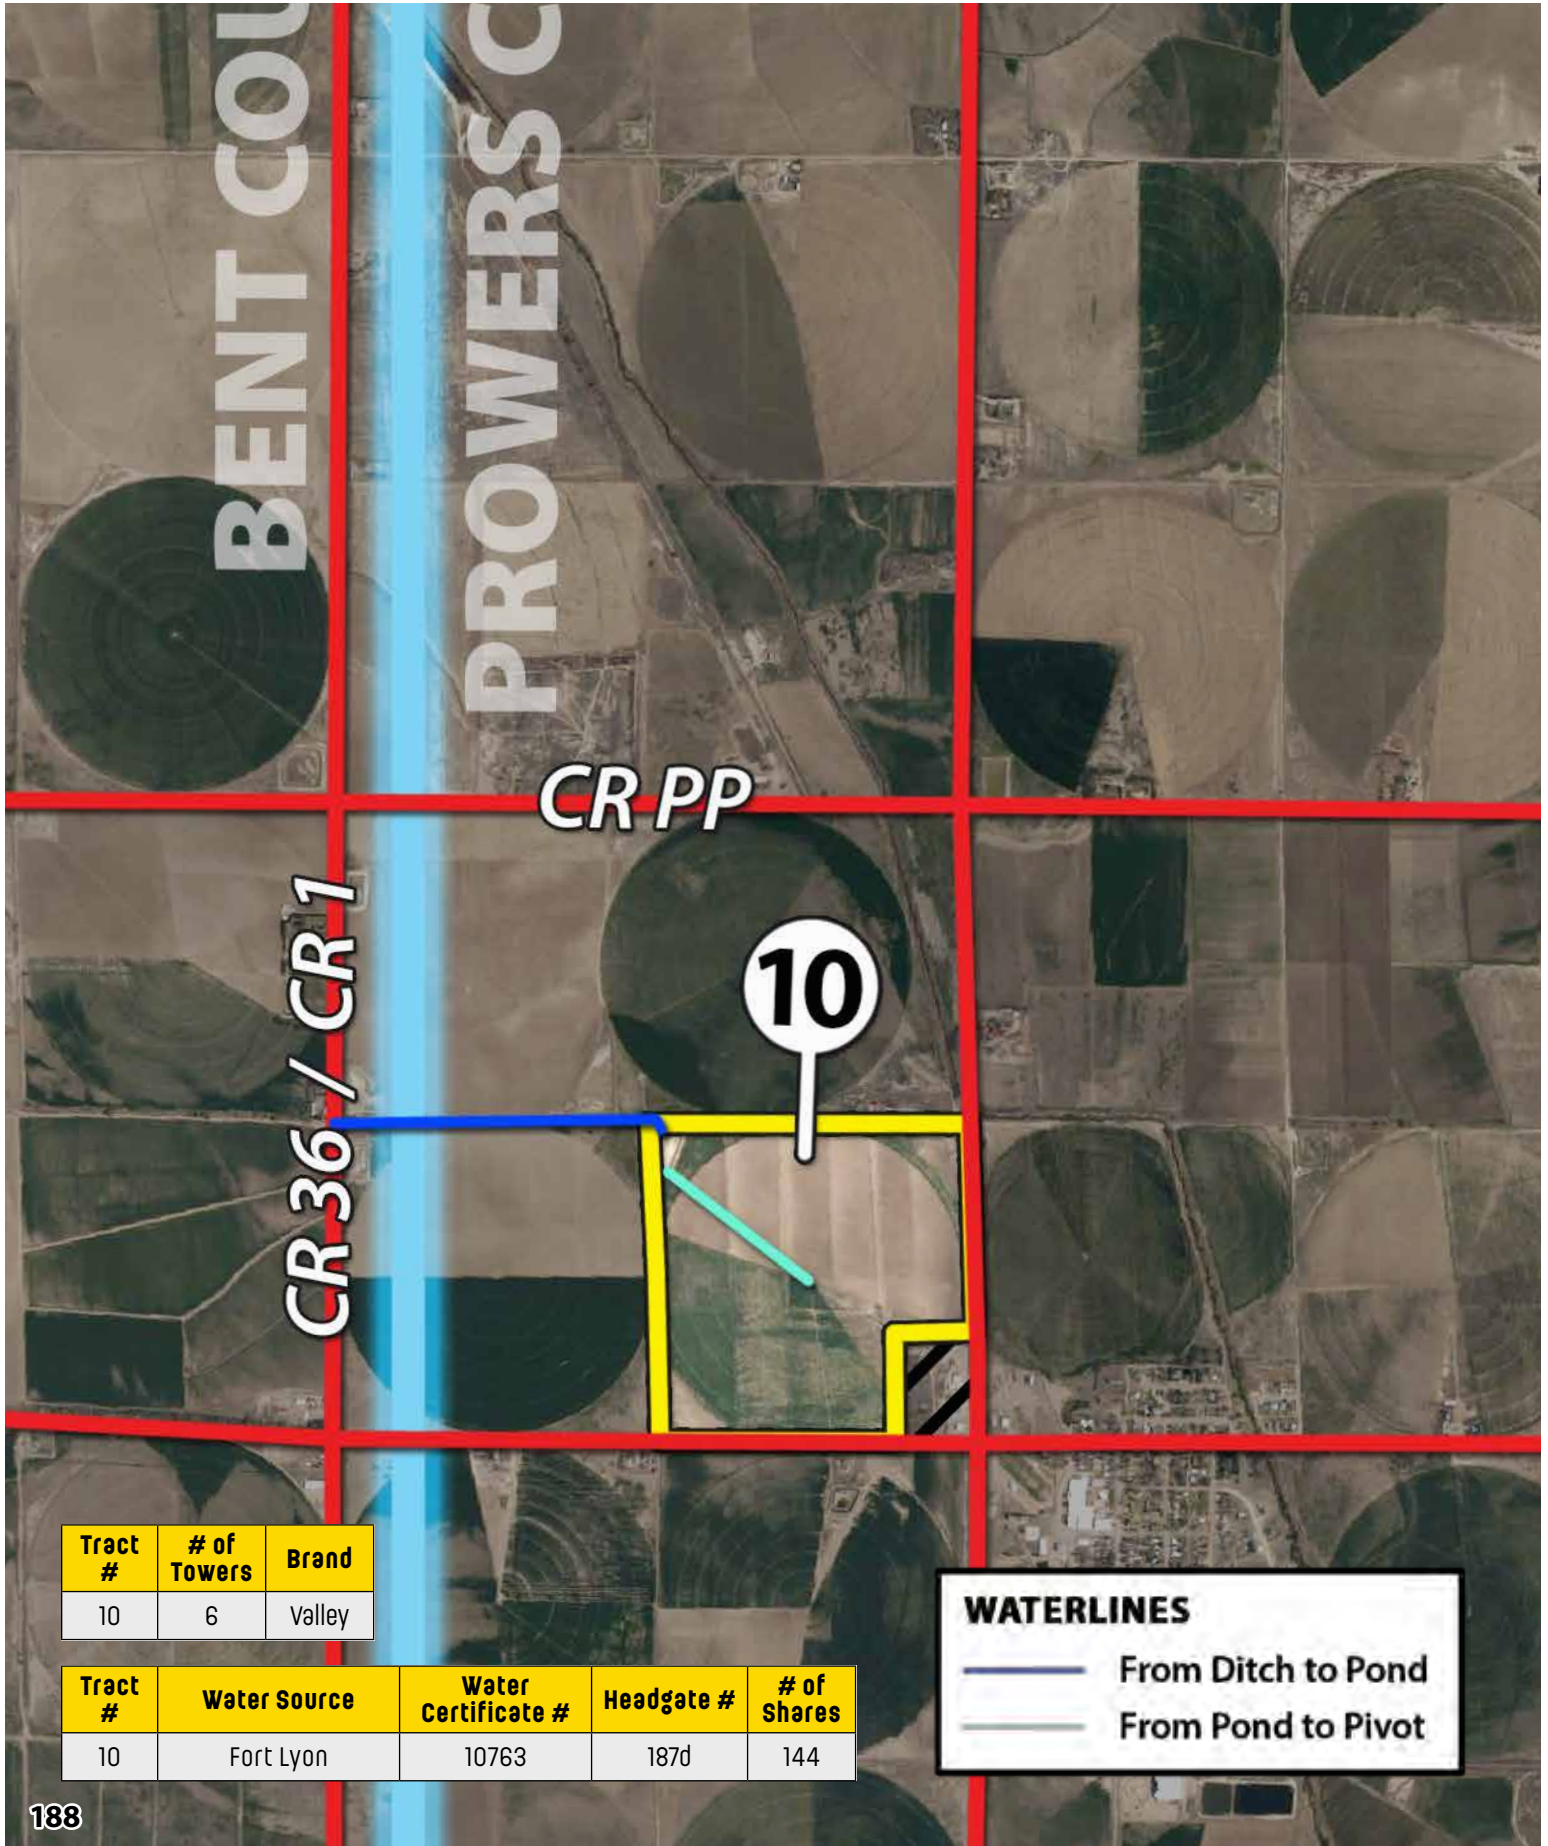 BENT COU
PROWERS C
CR PP
CR 36 / CR 1
10
Tract # | # of Towers | Brand
10 | 6 | Valley
Tract # | Water Source | Water Certificate # | Headgate # | # of Shares
10 | Fort Lyon | 10763 | 187d | 144
WATERLINES
From Ditch to Pond
From Pond to Pivot
188